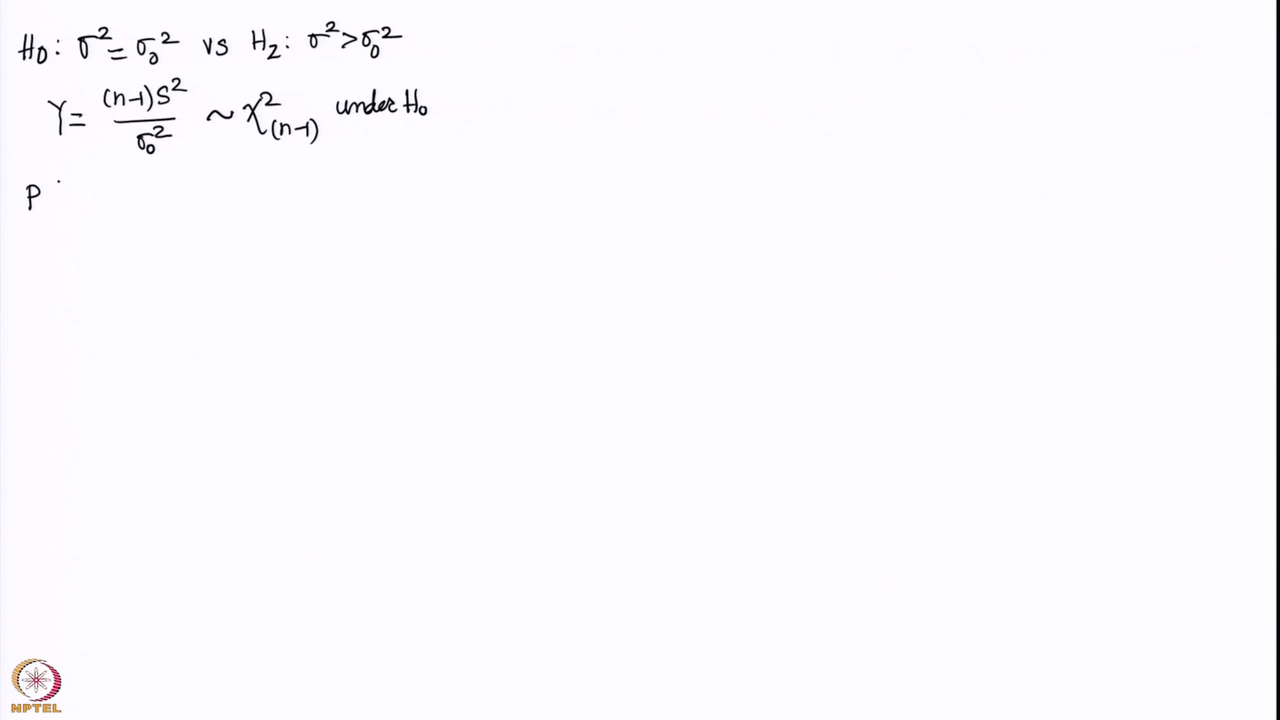 H₀: σ² = σ₀² vs H₂: σ² > σ₀²
Y = (n-1)S² / σ₀² ~ χ²₍ₙ₋₁₎ under H₀
P
NPTEL